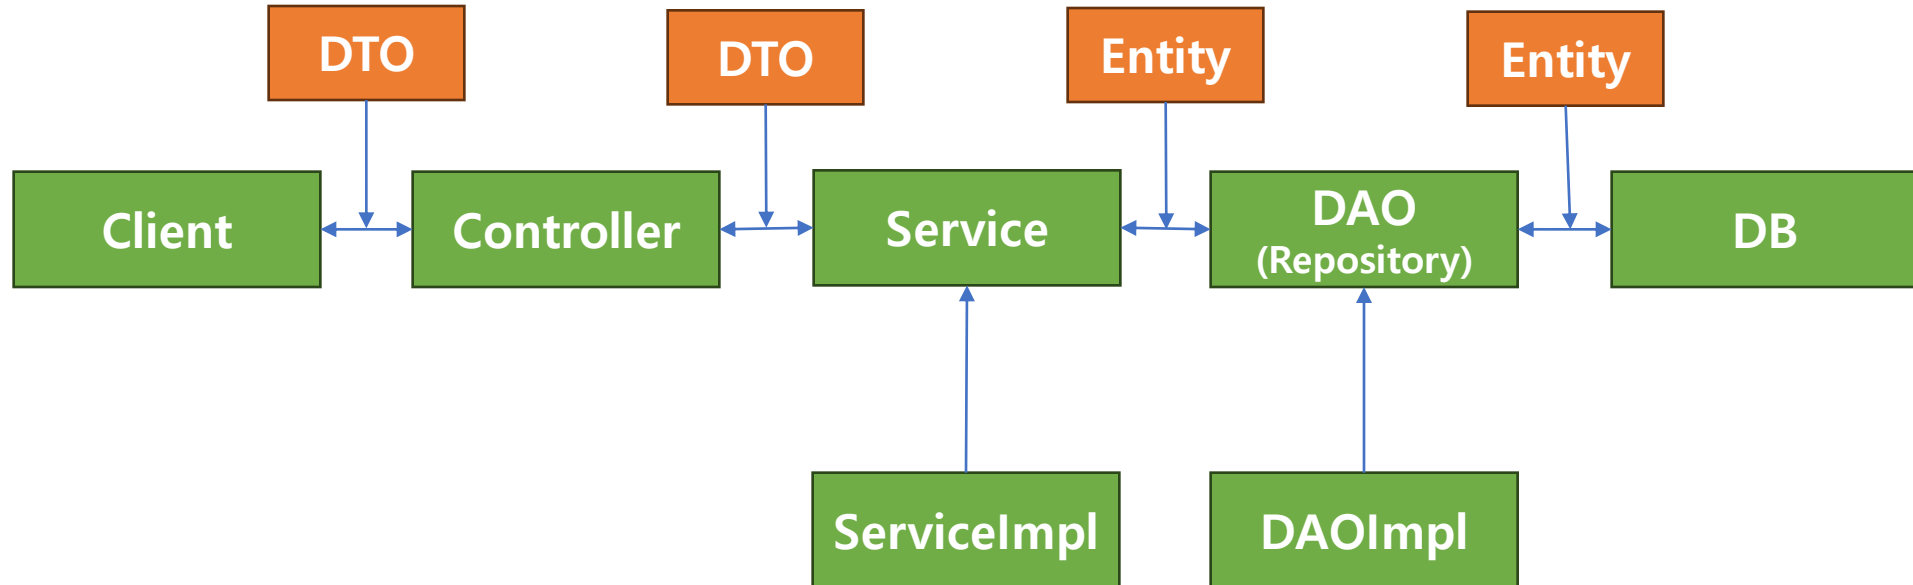 DTO
DTO
Entity
Entity
Client
Controller
Service
DAO
(Repository)
DB
ServiceImpl
DAOImpl